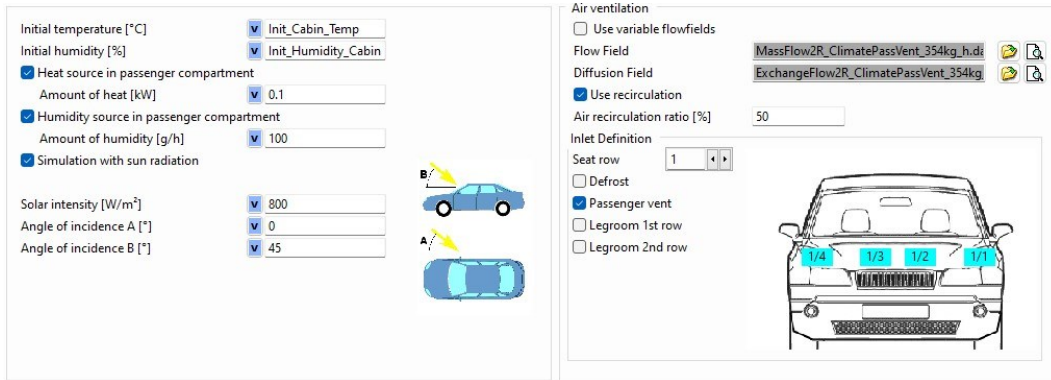 Initial temperature [°C] v Init_Cabin_Temp
Initial humidity [%] v Init_Humidity_Cabin
Heat source in passenger compartment
Amount of heat [kW] v 0.1
Humidity source in passenger compartment
Amount of humidity [g/h] v 100
Simulation with sun radiation
Solar intensity [W/m²] v 800
Angle of incidence A [°] v 0
Angle of incidence B [°] v 45
B
A
Air ventilation
Use variable flowfields
Flow Field MassFlow2R_ClimatePassVent_354kg_h.da
Diffusion Field ExchangeFlow2R_ClimatePassVent_354kg_
Use recirculation
Air recirculation ratio [%] 50
Inlet Definition
Seat row 1
Defrost
Passenger vent
Legroom 1st row
Legroom 2nd row
1/4 1/3 1/2 1/1